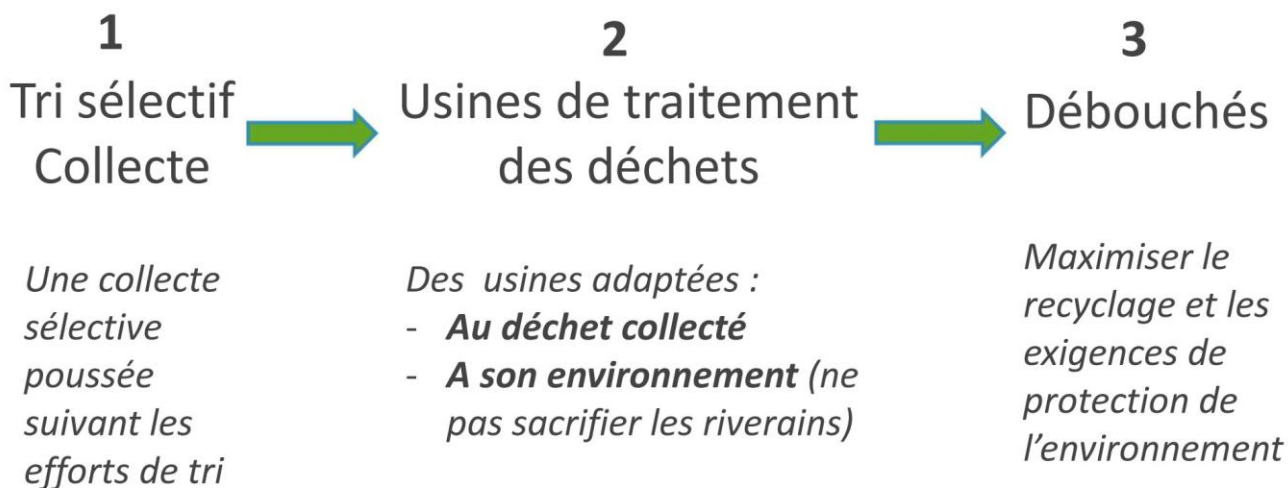 1
Tri sélectif
Collecte
Une collecte
sélective
poussée
suivant les
efforts de tri
2
Usines de traitement
des déchets
Des usines adaptées :
- Au déchet collecté
- A son environnement (ne
pas sacrifier les riverains)
3
Débouchés
Maximiser le
recyclage et les
exigences de
protection de
l'environnement